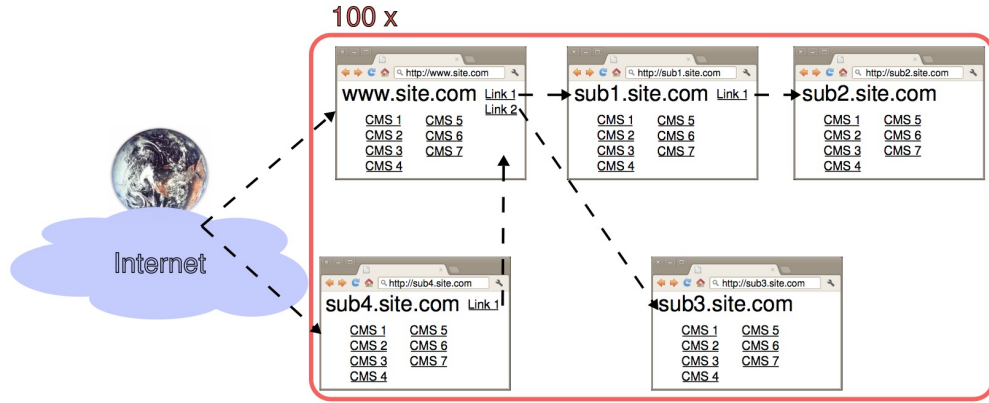 100 x
http://www.site.com
www.site.com Link 1
Link 2
CMS 1 CMS 5
CMS 2 CMS 6
CMS 3 CMS 7
CMS 4
http://sub1.site.com
sub1.site.com Link 1
CMS 1 CMS 5
CMS 2 CMS 6
CMS 3 CMS 7
CMS 4
http://sub2.site.com
sub2.site.com
CMS 1 CMS 5
CMS 2 CMS 6
CMS 3 CMS 7
CMS 4
Internet
http://sub4.site.com
sub4.site.com Link 1
CMS 1 CMS 5
CMS 2 CMS 6
CMS 3 CMS 7
CMS 4
http://sub3.site.com
sub3.site.com
CMS 1 CMS 5
CMS 2 CMS 6
CMS 3 CMS 7
CMS 4